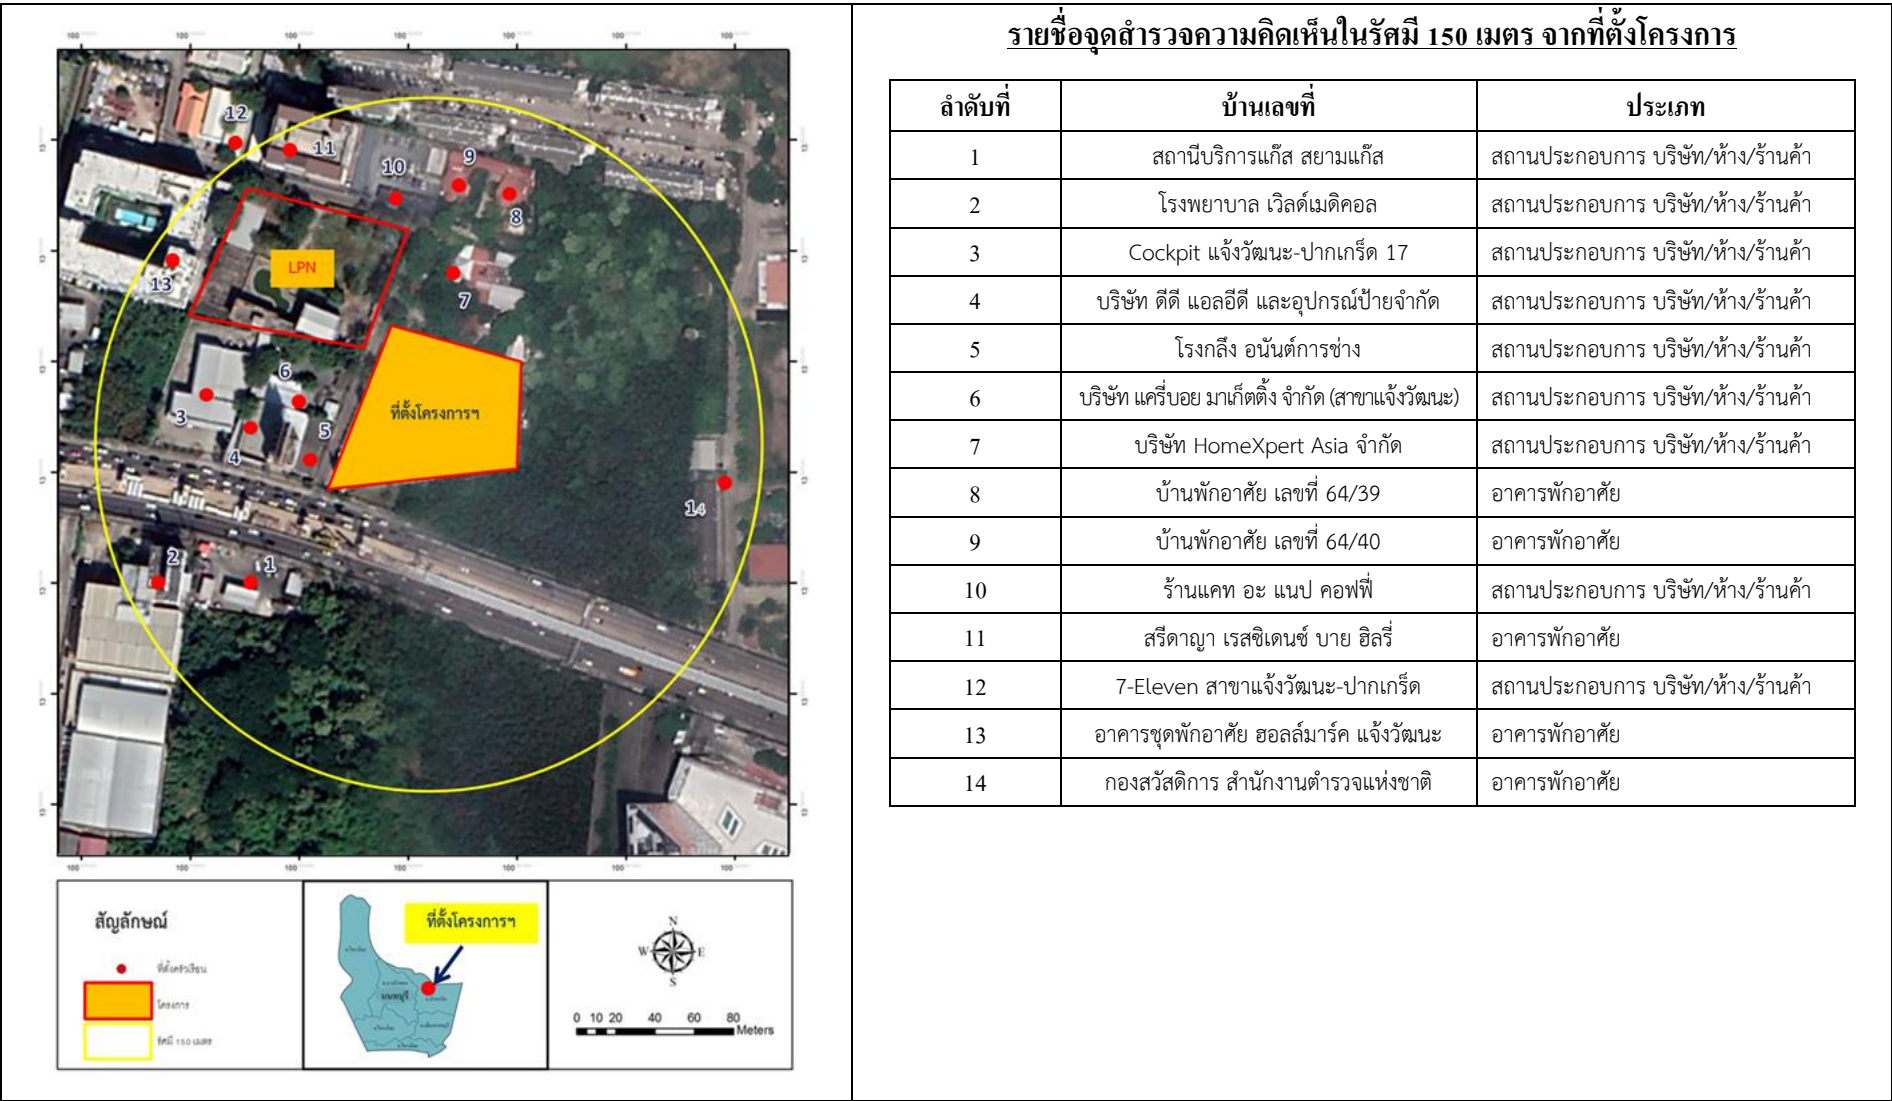 12
11
10
9
8
LPN
13
7
6
ที่ตั้งโครงการฯ
3
5
4
14
2
1
สัญลักษณ์
ที่ตั้งครัวเรือน
โครงการ
รัศมี 150 เมตร
ที่ตั้งโครงการฯ
นนทบุรี
N
W E
S
0 10 20 40 60 80
Meters
รายชื่อจุดสำรวจความคิดเห็นในรัศมี 150 เมตร จากที่ตั้งโครงการ
ลำดับที่ บ้านเลขที่ ประเภท
1 สถานีบริการแก๊ส สยามแก๊ส สถานประกอบการ บริษัท/ห้าง/ร้านค้า
2 โรงพยาบาล เวิลด์เมดิคอล สถานประกอบการ บริษัท/ห้าง/ร้านค้า
3 Cockpit แจ้งวัฒนะ-ปากเกร็ด 17 สถานประกอบการ บริษัท/ห้าง/ร้านค้า
4 บริษัท ดีดี แอลอีดี และอุปกรณ์ป้ายจำกัด สถานประกอบการ บริษัท/ห้าง/ร้านค้า
5 โรงกลึง อนันต์การช่าง สถานประกอบการ บริษัท/ห้าง/ร้านค้า
6 บริษัท แครี่บอย มาเก็ตติ้ง จำกัด (สาขาแจ้งวัฒนะ) สถานประกอบการ บริษัท/ห้าง/ร้านค้า
7 บริษัท HomeXpert Asia จำกัด สถานประกอบการ บริษัท/ห้าง/ร้านค้า
8 บ้านพักอาศัย เลขที่ 64/39 อาคารพักอาศัย
9 บ้านพักอาศัย เลขที่ 64/40 อาคารพักอาศัย
10 ร้านแคท อะ แนป คอฟฟี่ สถานประกอบการ บริษัท/ห้าง/ร้านค้า
11 สรีดาญา เรสซิเดนซ์ บาย ฮิลรี่ อาคารพักอาศัย
12 7-Eleven สาขาแจ้งวัฒนะ-ปากเกร็ด สถานประกอบการ บริษัท/ห้าง/ร้านค้า
13 อาคารชุดพักอาศัย ฮอลล์มาร์ค แจ้งวัฒนะ อาคารพักอาศัย
14 กองสวัสดิการ สำนักงานตำรวจแห่งชาติ อาคารพักอาศัย